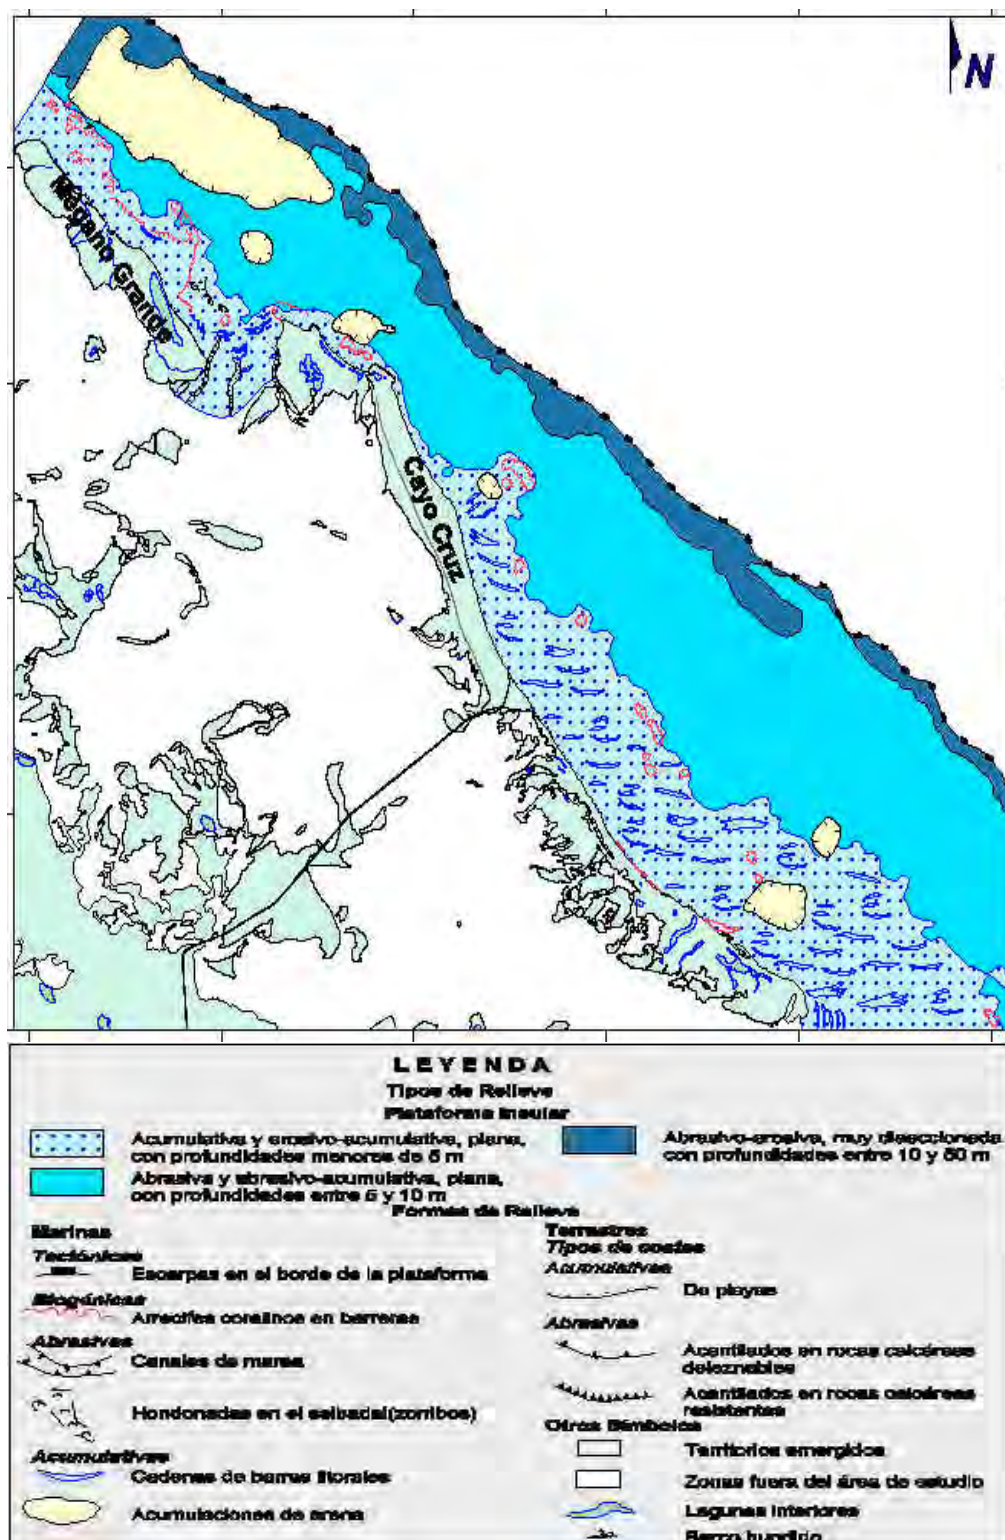 N
Mégano Grande
Cayo Cruz
LEYENDA
Tipos de Relieve
Plataforma Insular
Acumulativa y erosivo-acumulativa, plana,
con profundidades menores de 5 m
Abrasiva y abrasivo-acumulativa, plana,
con profundidades entre 5 y 10 m
Abrasivo-erosiva, muy diseccionada
con profundidades entre 10 y 50 m
Formas de Relieve
Marinas
Tectónicas
Escarpas en el borde de la plataforma
Biogénicas
Arrecifes coralinos en barreras
Abrasivas
Canales de marea
Hondonadas en el seibadal(zorribos)
Acumulativas
Cadenas de barras litorales
Acumulaciones de arena
Terrestres
Tipos de costas
Acumulativas
De playas
Abrasivas
Acantilados en rocas calcáreas
deleznables
Acantilados en rocas calcáreas
resistentes
Otros Símbolos
Territorios emergidos
Zonas fuera del área de estudio
Lagunas interiores
Barco hundido